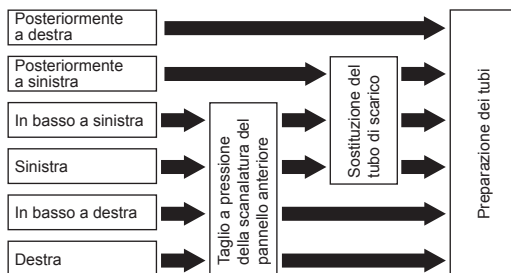 Posteriormente
a destra
Posteriormente
a sinistra
In basso a sinistra
Sinistra
In basso a destra
Destra
Taglio a pressione
della scanalatura del
pannello anteriore
Sostituzione del
tubo di scarico
Preparazione dei tubi